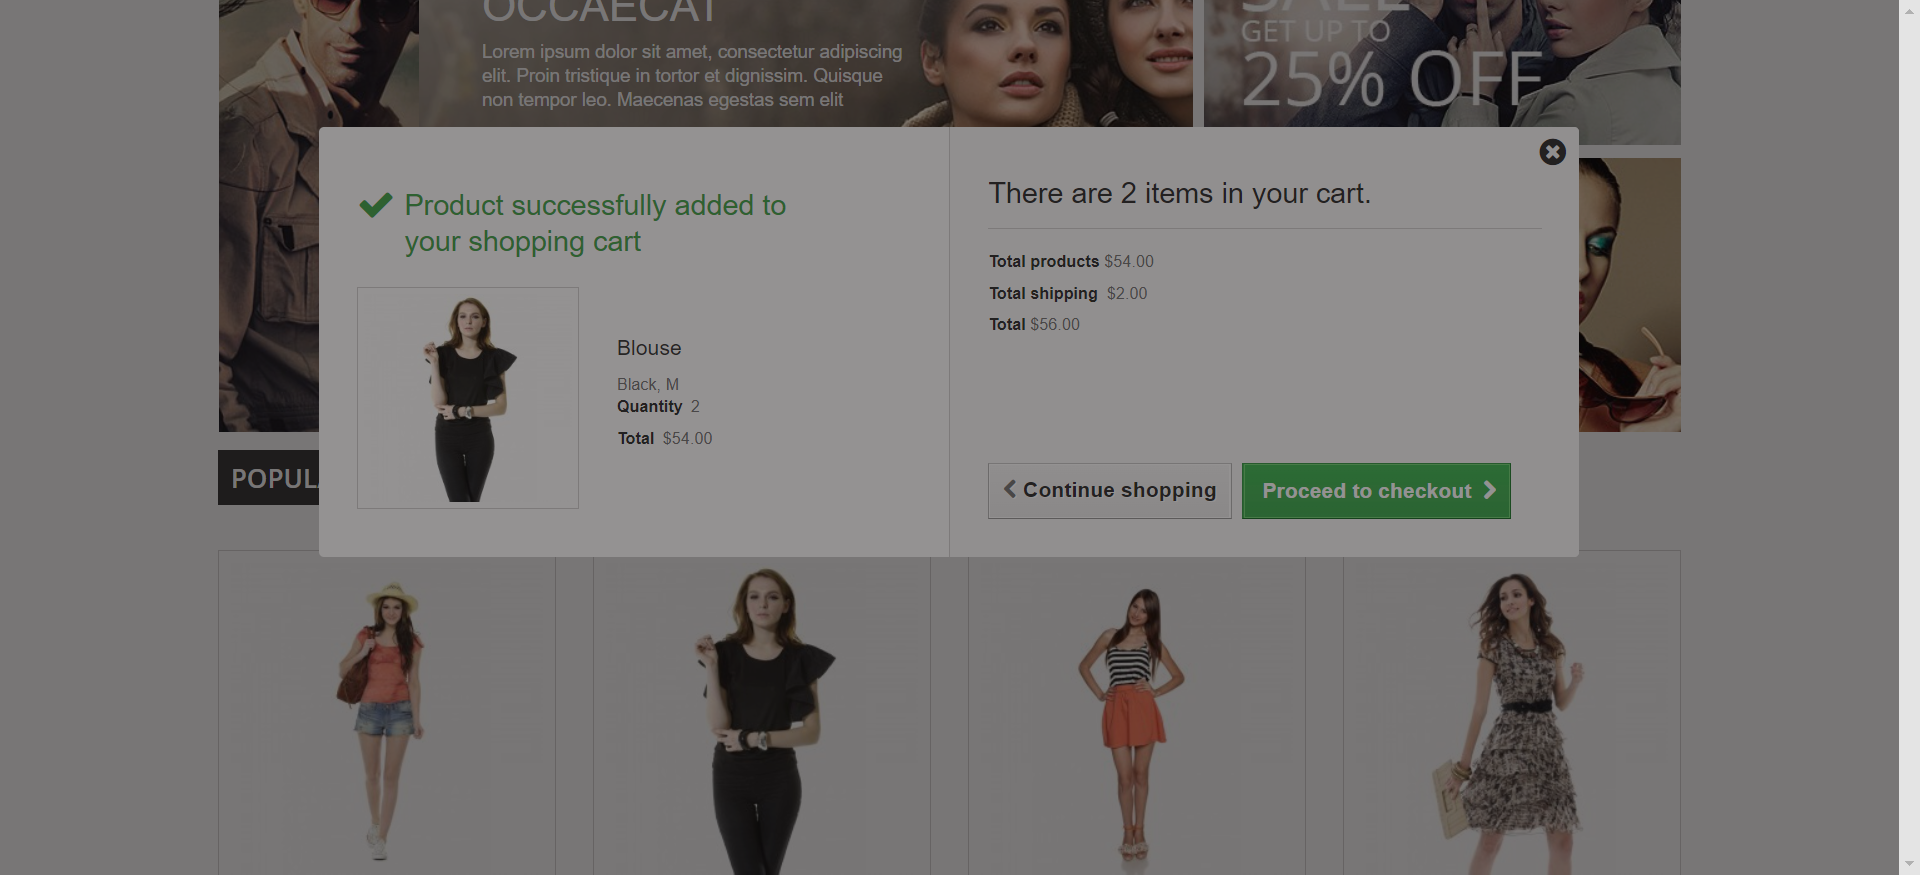 OCCAECAT
Lorem ipsum dolor sit amet, consectetur adipiscing
elit. Proin tristique in tortor et dignissim. Quisque
non tempor leo. Maecenas egestas sem elit
SALE
GET UP TO
25% OFF
Product successfully added to
your shopping cart
Blouse
Black, M
Quantity 2
Total $54.00
There are 2 items in your cart.
Total products $54.00
Total shipping $2.00
Total $56.00
Continue shopping
Proceed to checkout